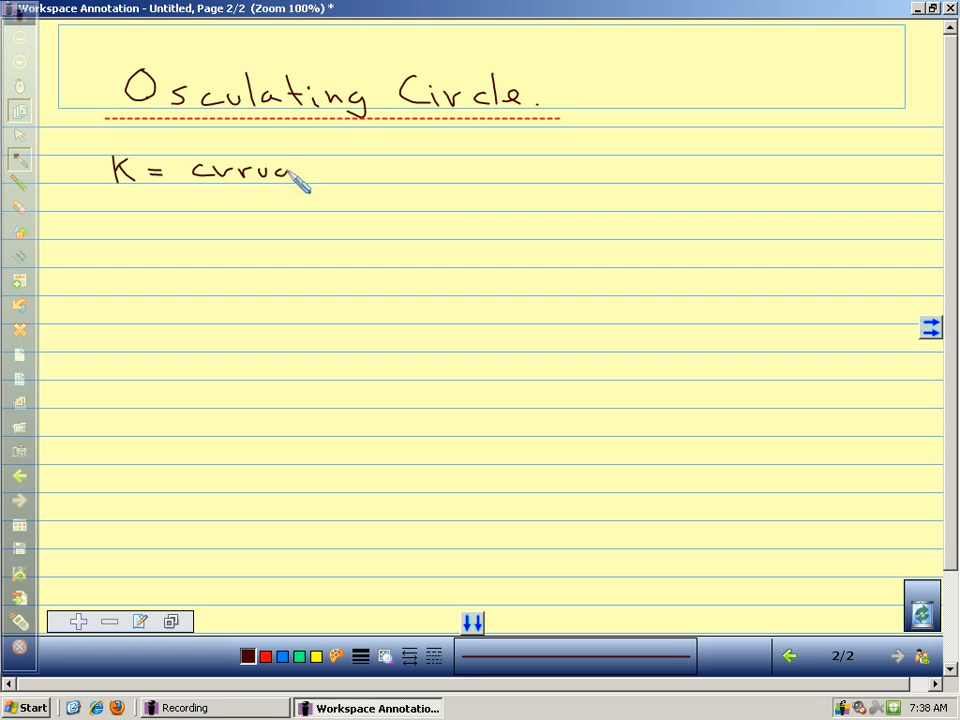 Workspace Annotation - Untitled, Page 2/2 (Zoom 100%) *
Osculating Circle.
K = curva
2/2
Start
Recording
Workspace Annotatio...
7:38 AM